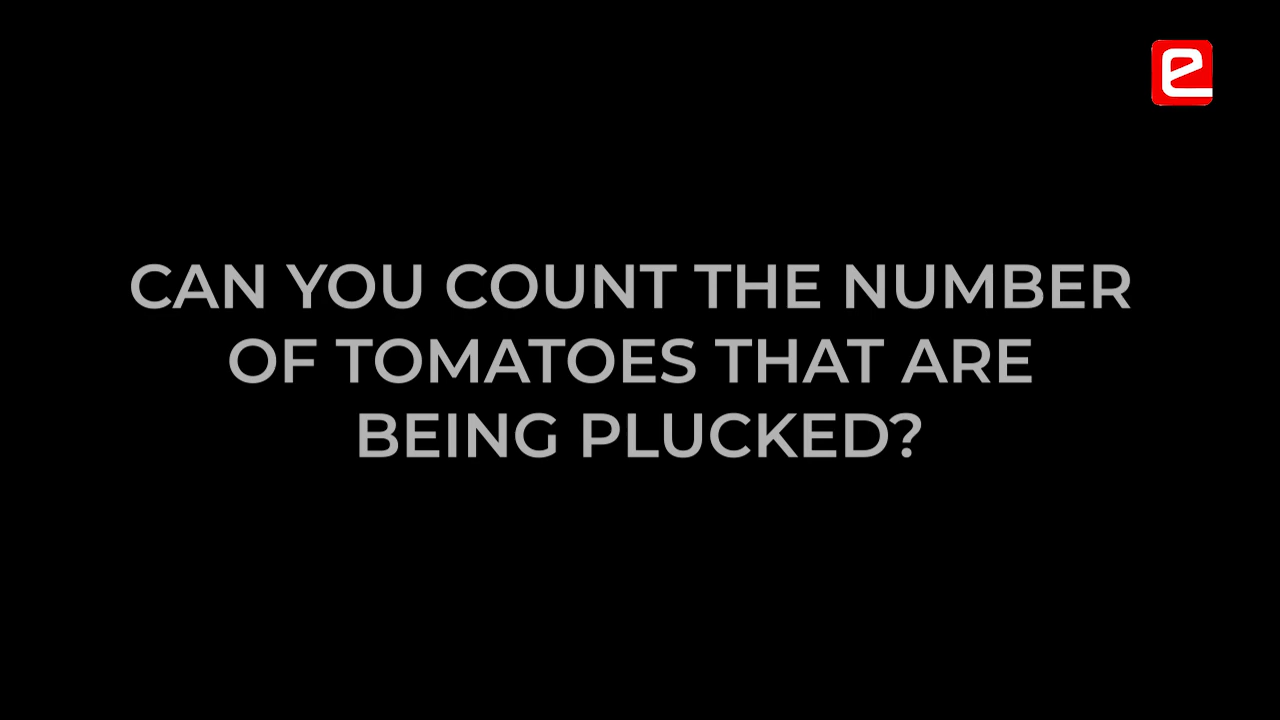 e
CAN YOU COUNT THE NUMBER
OF TOMATOES THAT ARE
BEING PLUCKED?